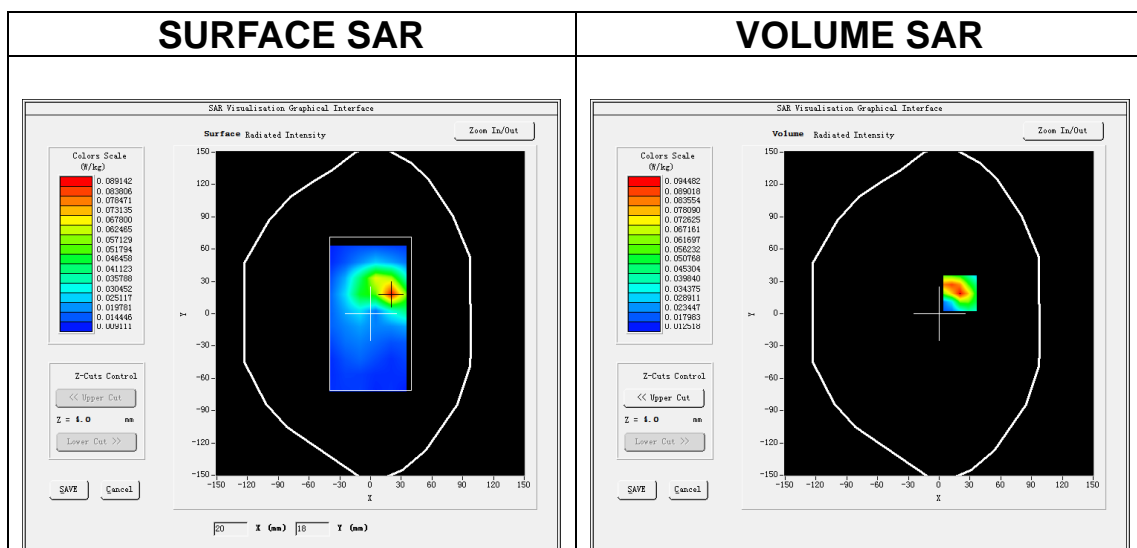 SURFACE SAR
VOLUME SAR
SAR Visualisation Graphical Interface
Surface Radiated Intensity
Zoom In/Out
Colors Scale
(W/kg)
0.089142
0.083806
0.078471
0.073135
0.067800
0.062465
0.057129
0.051794
0.046458
0.041123
0.035788
0.030452
0.025117
0.019781
0.014446
0.009111
150
120
90
60
30
0
-30
-60
-90
-120
-150
Y
-150 -120 -90 -60 -30 0 30 60 90 120 150
X
Z-Cuts Control
<< Upper Cut
Z = 4.0 mm
Lower Cut >>
SAVE Cancel
20 X (mm) 18 Y (mm)
SAR Visualisation Graphical Interface
Volume Radiated Intensity
Zoom In/Out
Colors Scale
(W/kg)
0.094482
0.089018
0.083554
0.078090
0.072625
0.067161
0.061697
0.056232
0.050768
0.045304
0.039840
0.034375
0.028911
0.023447
0.017983
0.012518
150
120
90
60
30
0
-30
-60
-90
-120
-150
Y
-150 -120 -90 -60 -30 0 30 60 90 120 150
X
Z-Cuts Control
<< Upper Cut
Z = 4.0 mm
Lower Cut >>
SAVE Cancel